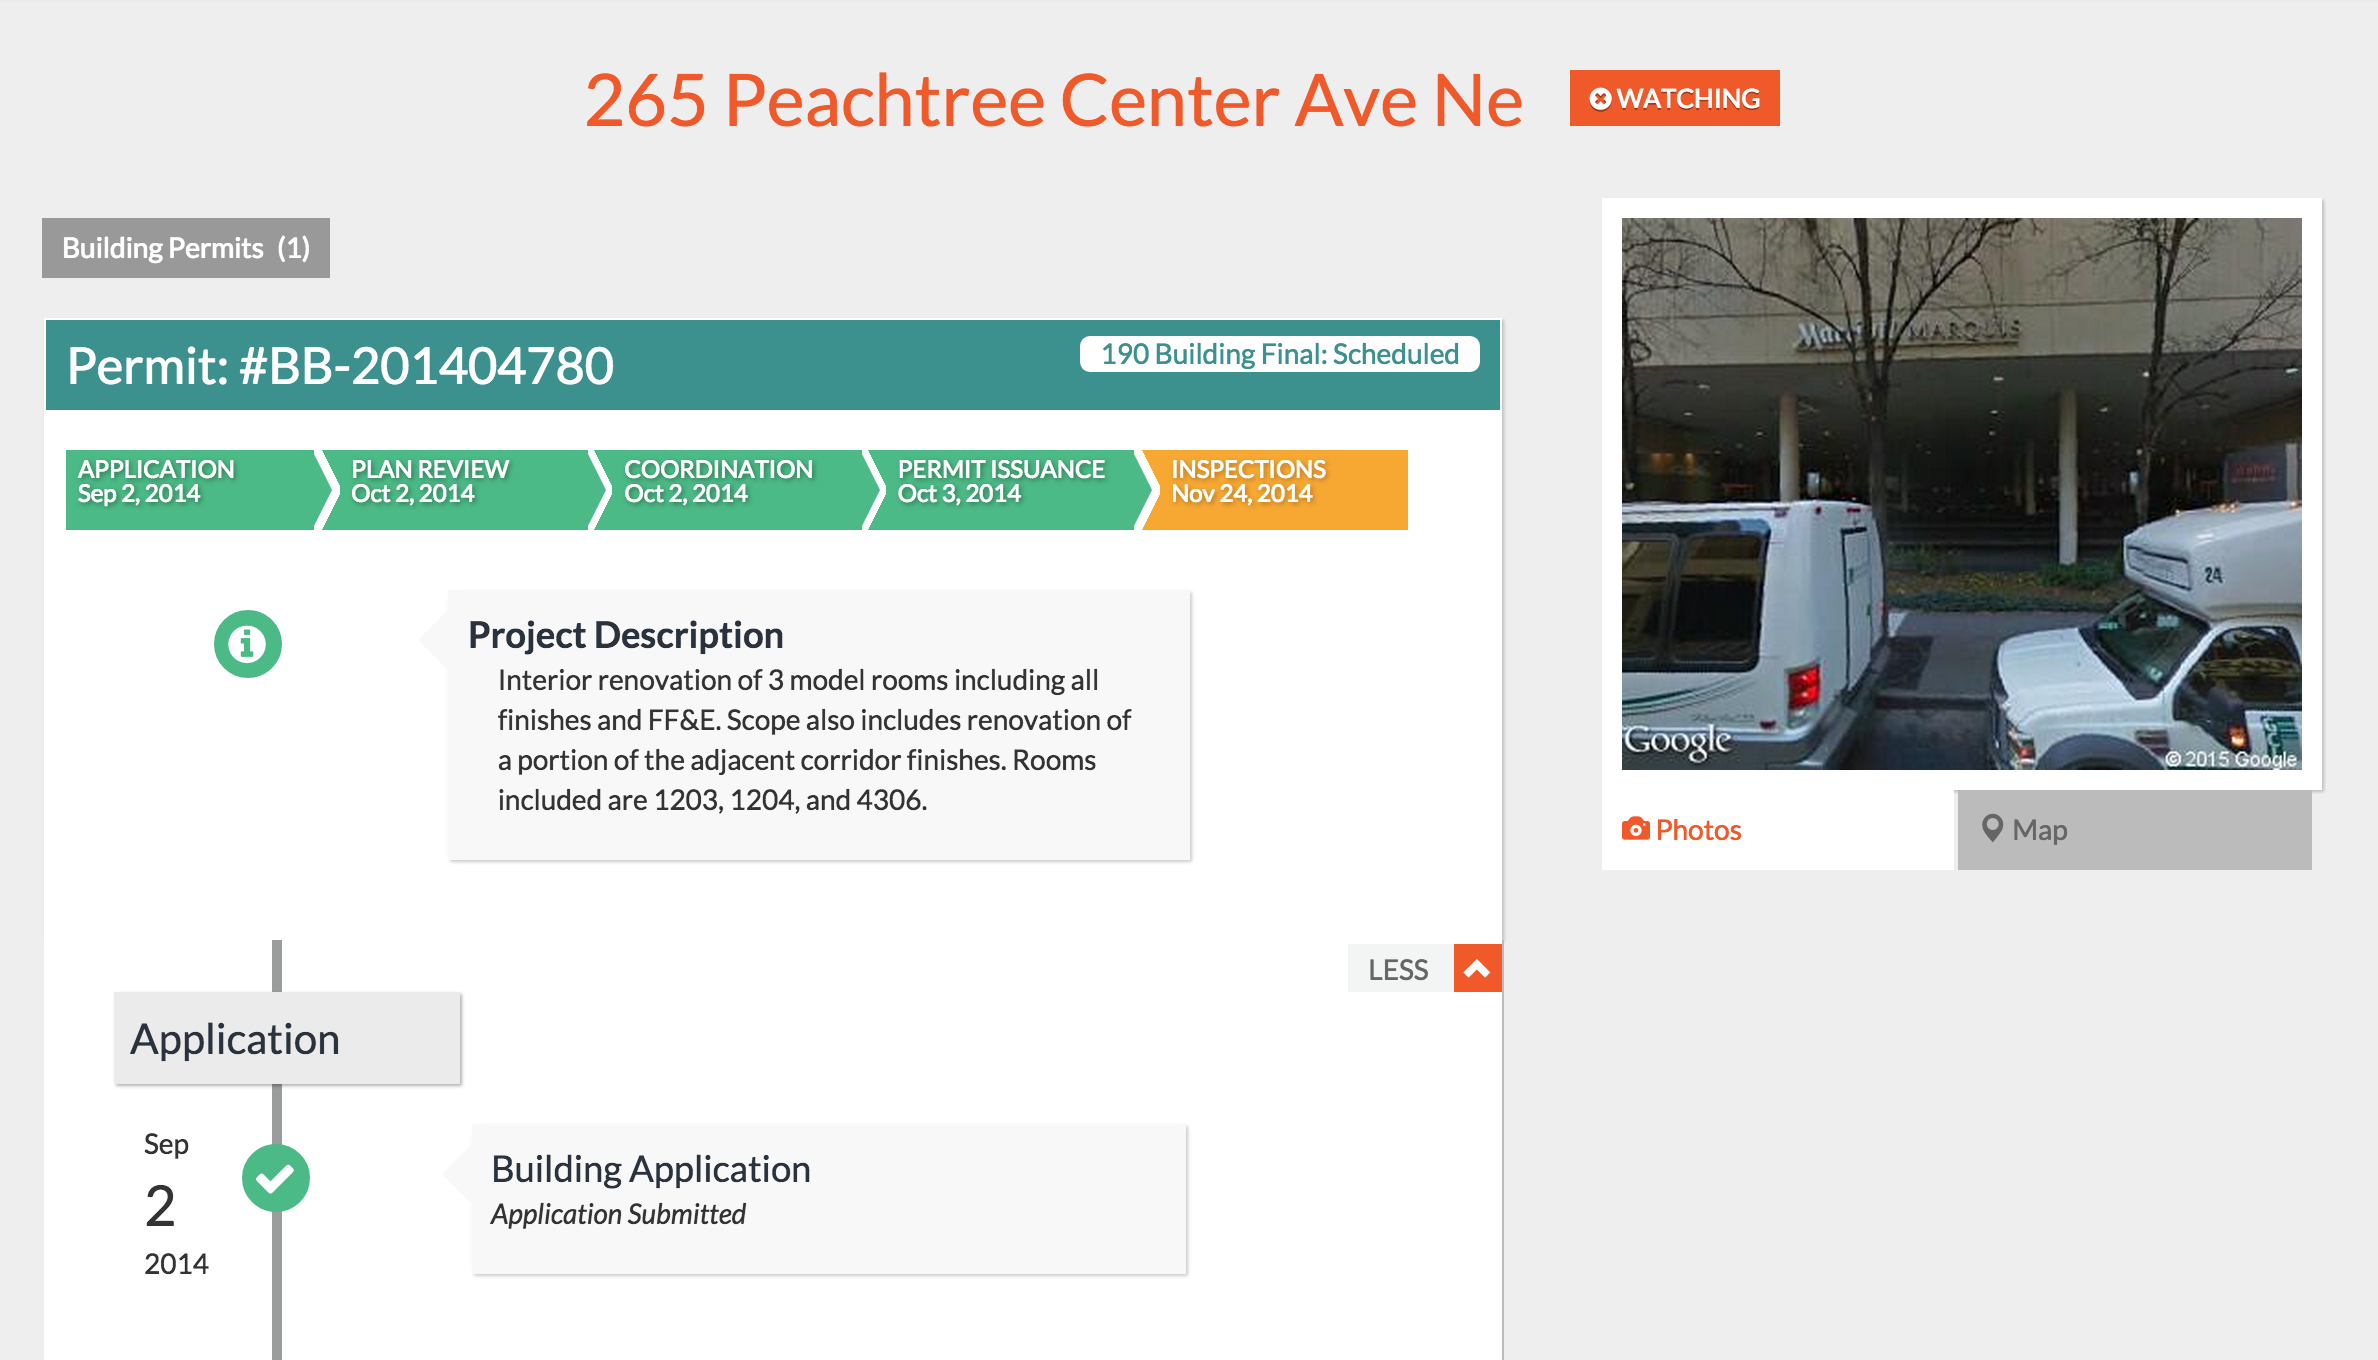 265 Peachtree Center Ave Ne
WATCHING
Building Permits (1)
Permit: #BB-201404780
190 Building Final: Scheduled
APPLICATION
Sep 2, 2014
PLAN REVIEW
Oct 2, 2014
COORDINATION
Oct 2, 2014
PERMIT ISSUANCE
Oct 3, 2014
INSPECTIONS
Nov 24, 2014
Project Description
Interior renovation of 3 model rooms including all
finishes and FF&E. Scope also includes renovation of
a portion of the adjacent corridor finishes. Rooms
included are 1203, 1204, and 4306.
LESS
Application
Sep
2
2014
Building Application
Application Submitted
Marriott MARQUIS
24
Google
© 2015 Google
Photos
Map